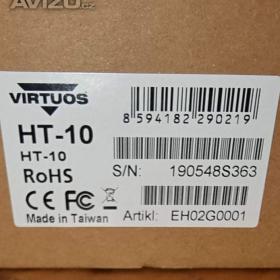 AVIZO.cz
VIRTUOS
8 594182 290219
HT-10
HT-10
RoHS
S/N: 190548S363
CE FC
Made in Taiwan
Artikl: EH02G0001